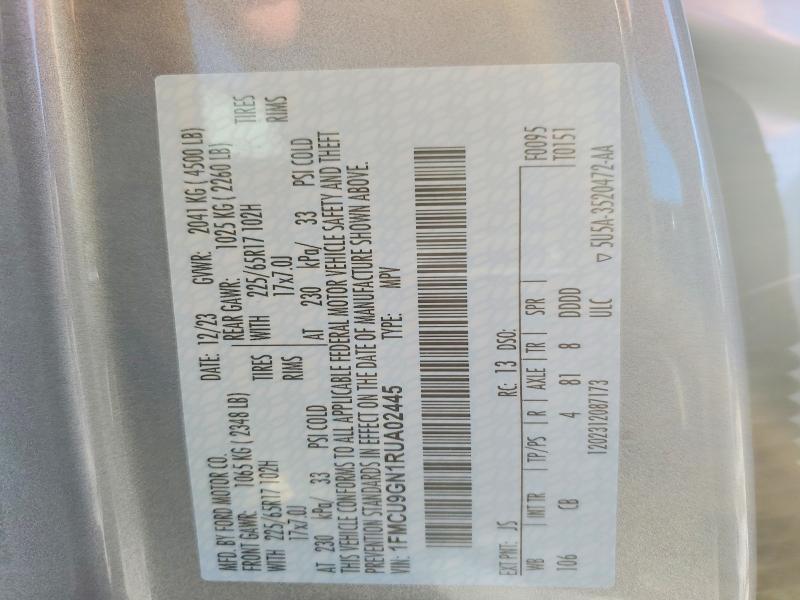 MFD. BY FORD MOTOR CO.
DATE: 12/23 GVWR: 2041 KG ( 4500 LB)
FRONT GAWR: 1065 KG ( 2348 LB) REAR GAWR: 1025 KG ( 2260 LB)
WITH 225/65R17 102H TIRES WITH 225/65R17 102H TIRES
17x7.0J RIMS 17x7.0J RIMS
AT 230 kPa/ 33 PSI COLD AT 230 kPa/ 33 PSI COLD
THIS VEHICLE CONFORMS TO ALL APPLICABLE FEDERAL MOTOR VEHICLE SAFETY AND THEFT
PREVENTION STANDARDS IN EFFECT ON THE DATE OF MANUFACTURE SHOWN ABOVE.
VIN: 1FMCU9GN1RUA02445 TYPE: MPV
EXT PNT: JS RC: 13 DSO: F0095
WB MT TR TP/PS R AXLE TR SPR T0151
106 CB 4 81 8 DDDD
1202312087173 ULC ▽ 5U5A-3520472-AA